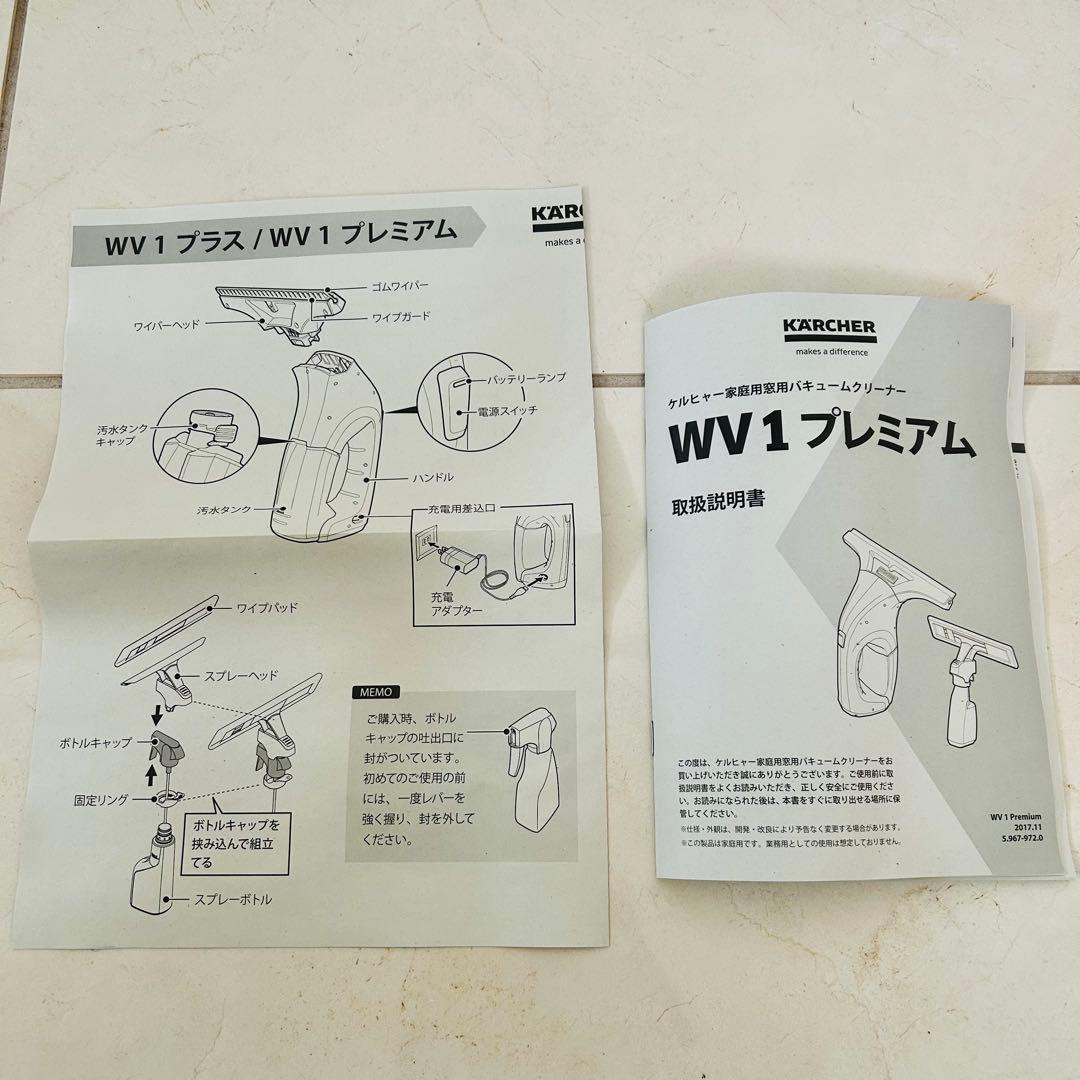 WV 1 プラス / WV 1 プレミアム
KÄRC
makes a d
ゴムワイパー
ワイパーヘッド
ワイプガード
バッテリーランプ
電源スイッチ
汚水タンク
キャップ
ハンドル
汚水タンク
充電用差込口
充電
アダプター
ワイプパッド
スプレーヘッド
ボトルキャップ
固定リング
ボトルキャップを
挟み込んで組立
てる
スプレーボトル
MEMO
ご購入時、ボトル
キャップの吐出口に
封がついています。
初めてのご使用の前
には、一度レバーを
強く握り、封を外して
ください。
KÄRCHER
makes a difference
ケルヒャー家庭用窓用バキュームクリーナー
WV 1 プレミアム
取扱説明書
この度は、ケルヒャー家庭用窓用バキュームクリーナーをお
買い上げいただき誠にありがとうございます。ご使用前に取
扱説明書をよくお読みいただき、正しく安全にご使用くださ
い。お読みになられた後は、本書をすぐに取り出せる場所に保
管してください。
※仕様・外観は、開発・改良により予告なく変更する場合があります。
※この製品は家庭用です。業務用としての使用は想定しておりません。
WV 1 Premium
2017.11
5.967-972.0